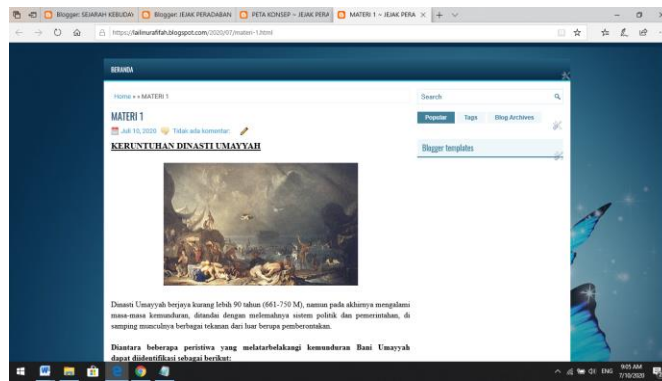 Blogger: SEJARAH KEBUDAY
Blogger: JEJAK PERADABAN
PETA KONSEP ~ JEJAK PERA
MATERI 1 ~ JEJAK PERA
https://lailinurafifah.blogspot.com/2020/07/materi-1.html
BERANDA
Home » » MATERI 1
Search
MATERI 1
Popular Tags Blog Archives
Juli 10, 2020 Tidak ada komentar:
KERUNTUHAN DINASTI UMAYYAH
Blogger templates
Dinasti Umayyah berjaya kurang lebih 90 tahun (661-750 M), namun pada akhirnya mengalami
masa-masa kemunduran, ditandai dengan melemahnya sistem politik dan pemerintahan, di
samping munculnya berbagai tekanan dari luar berupa pemberontakan.
Diantara beberapa peristiwa yang melatarbelakangi kemunduran Bani Umayyah
dapat diidentifikasi sebagai berikut:
ENG
9:05 AM
7/10/2020